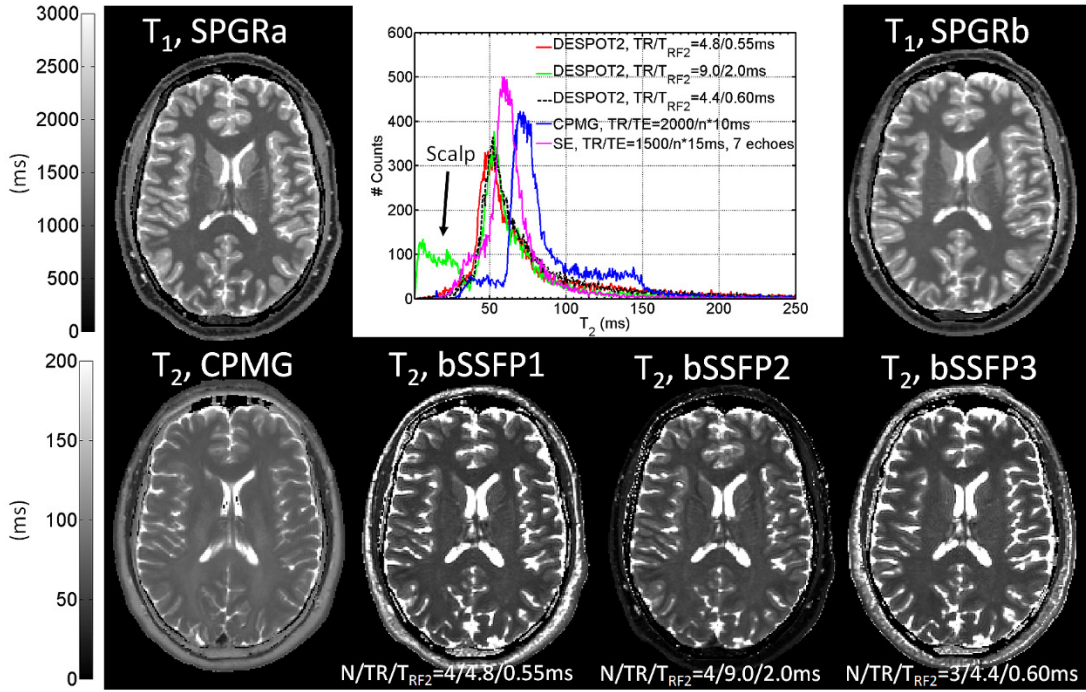 T1, SPGRa
T1, SPGRb
3000
2500
2000
1500
1000
500
0
(ms)
600
500
400
300
200
100
0
# Counts
50
100
150
200
250
T2 (ms)
Scalp
DESPOT2, TR/TRF2=4.8/0.55ms
DESPOT2, TR/TRF2=9.0/2.0ms
DESPOT2, TR/TRF2=4.4/0.60ms
CPMG, TR/TE=2000/n*10ms
SE, TR/TE=1500/n*15ms, 7 echoes
T2, CPMG
T2, bSSFP1
T2, bSSFP2
T2, bSSFP3
200
150
100
50
0
(ms)
N/TR/TRF2=4/4.8/0.55ms
N/TR/TRF2=4/9.0/2.0ms
N/TR/TRF2=3/4.4/0.60ms